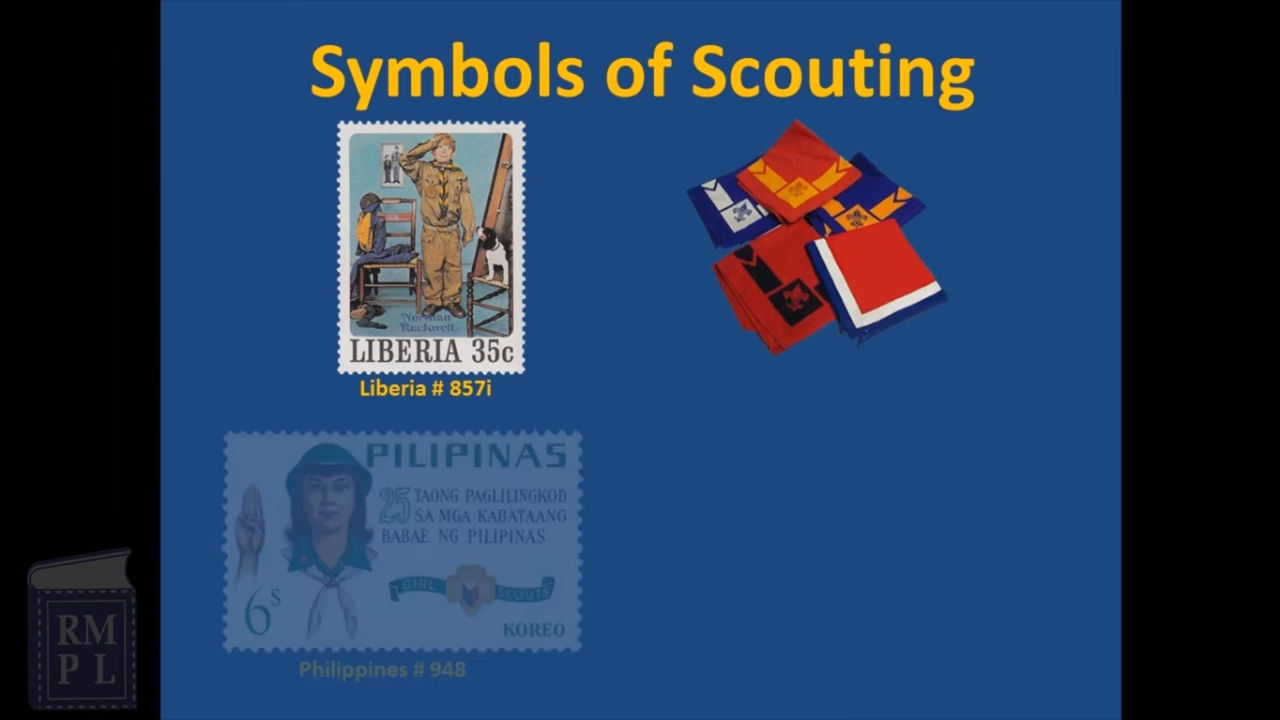 Symbols of Scouting
Norman
Rockwell
LIBERIA 35c
Liberia # 857i
PILIPINAS
25 TAONG PAGLILINGKOD
SA MGA KABATAANG
BABAE NG PILIPINAS
GIRL SCOUTS
6s
KOREO
Philippines # 948
RM
PL